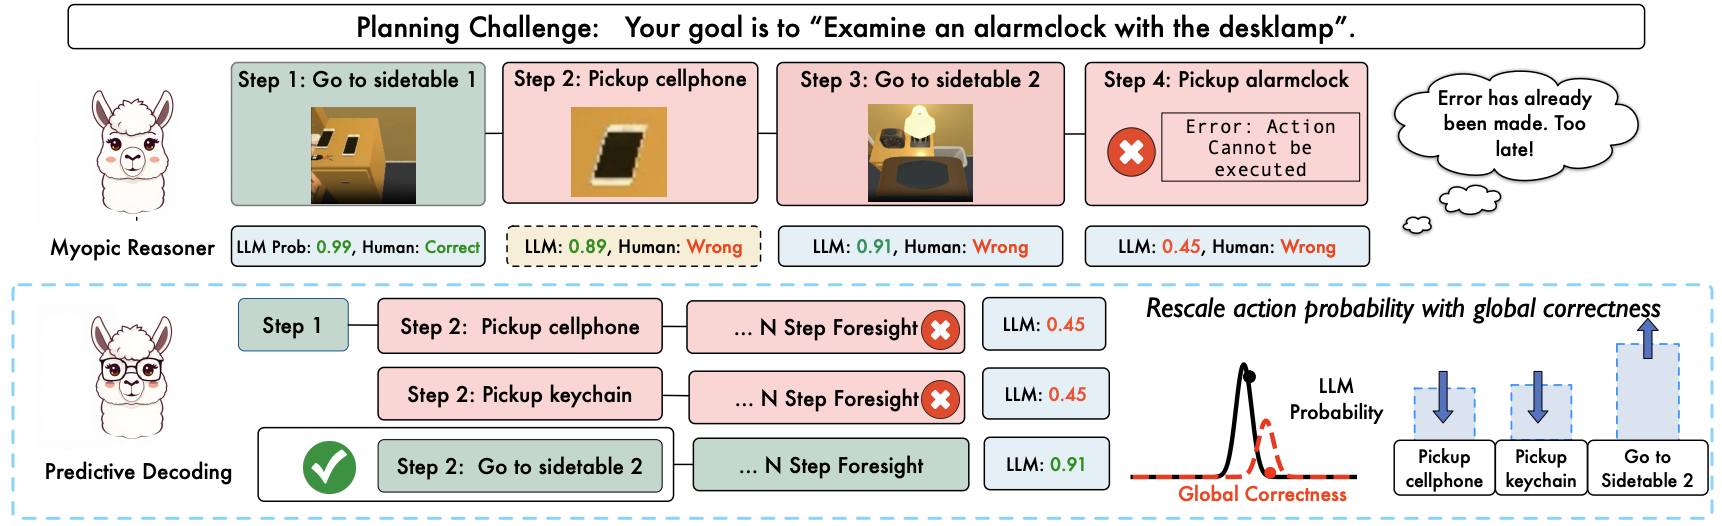 Planning Challenge: Your goal is to “Examine an alarmclock with the desklamp”.
Step 1: Go to sidetable 1
Step 2: Pickup cellphone
Step 3: Go to sidetable 2
Step 4: Pickup alarmclock
Error: Action
Cannot be
executed
Error has already
been made. Too
late!
Myopic Reasoner
LLM Prob: 0.99, Human: Correct
LLM: 0.89, Human: Wrong
LLM: 0.91, Human: Wrong
LLM: 0.45, Human: Wrong
Step 1
Step 2: Pickup cellphone
... N Step Foresight
LLM: 0.45
Step 2: Pickup keychain
... N Step Foresight
LLM: 0.45
Predictive Decoding
Step 2: Go to sidetable 2
... N Step Foresight
LLM: 0.91
Rescale action probability with global correctness
LLM
Probability
Global Correctness
Pickup
cellphone
Pickup
keychain
Go to
Sidetable 2